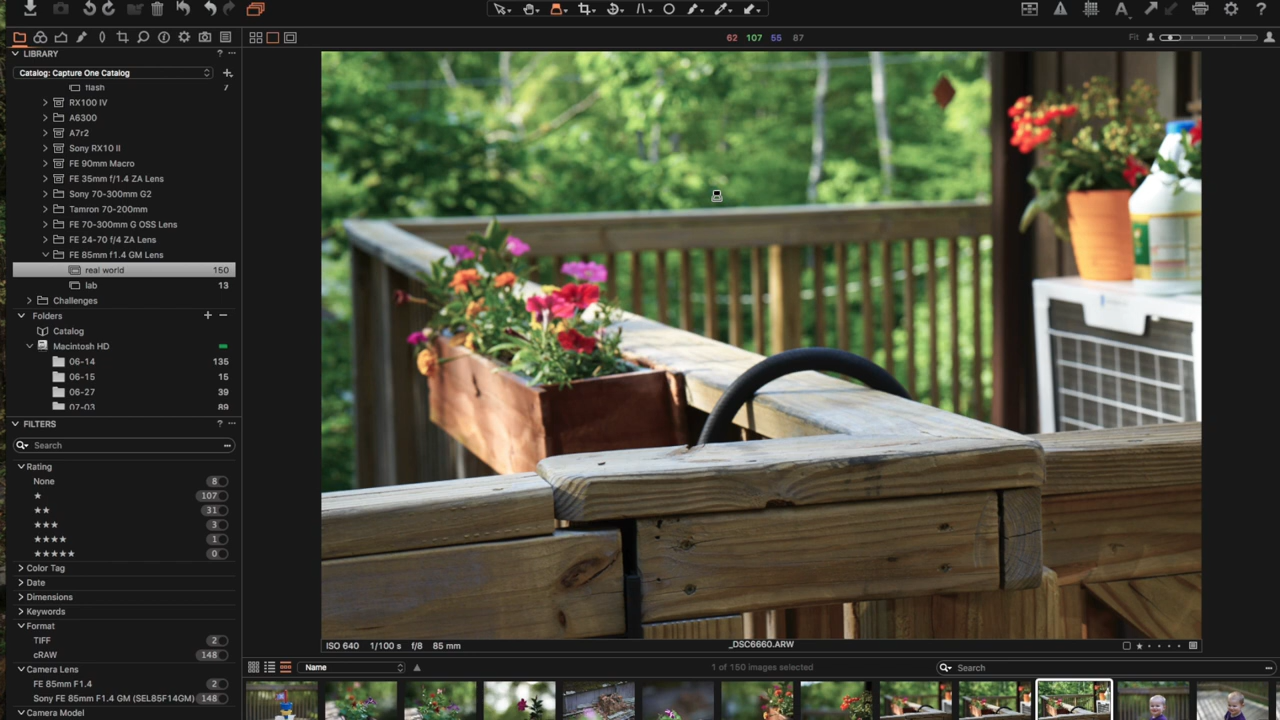 62 107 55 87
Fit
LIBRARY ? ...
Catalog: Capture One Catalog
flash 7
RX100 IV
A6300
A7r2
Sony RX10 II
FE 90mm Macro
FE 35mm f/1.4 ZA Lens
Sony 70-300mm G2
Tamron 70-200mm
FE 70-300mm G OSS Lens
FE 24-70 f/4 ZA Lens
FE 85mm f1.4 GM Lens
real world 150
lab 13
Challenges
Folders
Catalog
Macintosh HD
06-14 135
06-15 15
06-27 39
07-03 89
FILTERS ? ...
Search
Rating
None 8
★ 107
★★ 31
★★★ 3
★★★★ 1
★★★★★ 0
Color Tag
Date
Dimensions
Keywords
Format
TIFF 2
cRAW 148
Camera Lens
FE 85mm F1.4 2
Sony FE 85mm F1.4 GM (SEL85F14GM) 148
Camera Model
ISO 640 1/100 s f/8 85 mm
_DSC6660.ARW
Name
1 of 150 images selected
Search